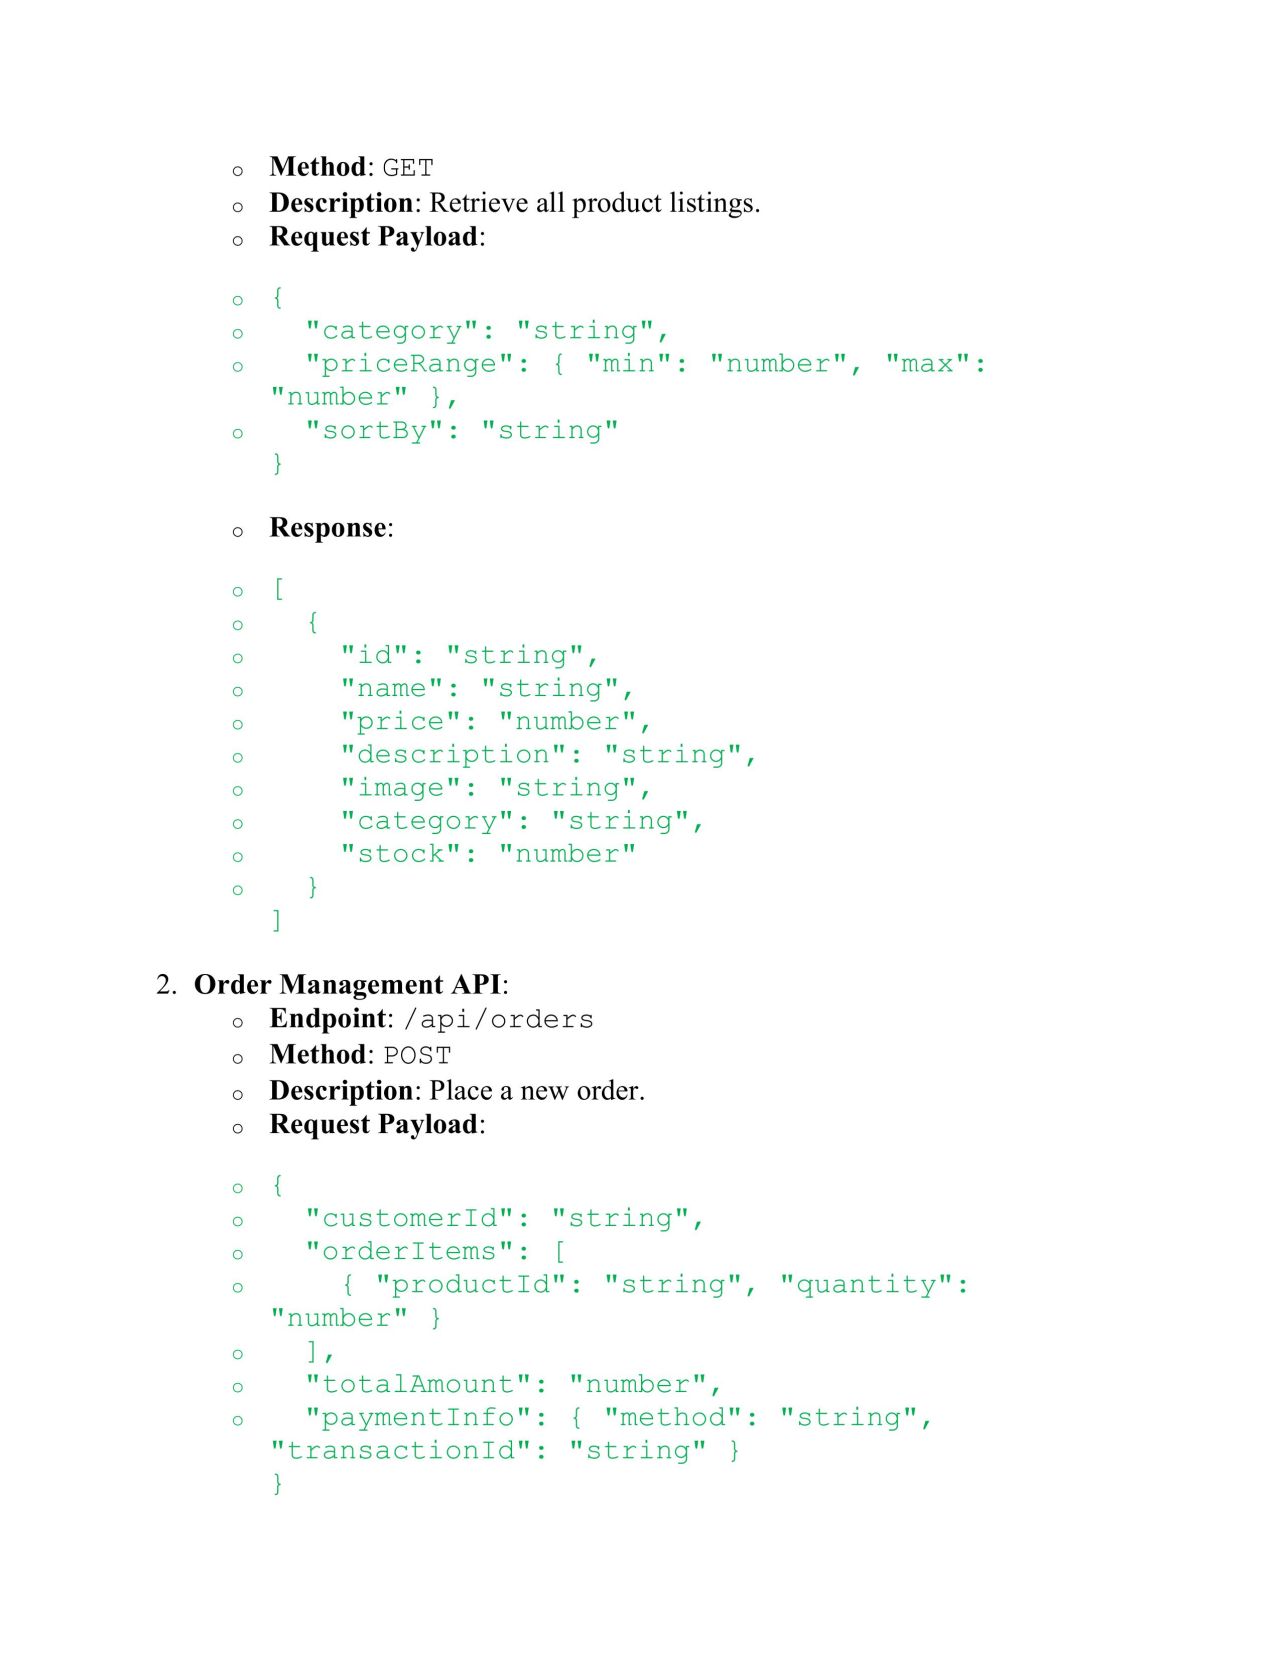 ○ Method: GET
○ Description: Retrieve all product listings.
○ Request Payload:
○ {
○   "category": "string",
○   "priceRange": { "min": "number", "max":
"number" },
○   "sortBy": "string"
}
○ Response:
○ [
○   {
○     "id": "string",
○     "name": "string",
○     "price": "number",
○     "description": "string",
○     "image": "string",
○     "category": "string",
○     "stock": "number"
○   }
]
2. Order Management API:
○ Endpoint: /api/orders
○ Method: POST
○ Description: Place a new order.
○ Request Payload:
○ {
○   "customerId": "string",
○   "orderItems": [
○     { "productId": "string", "quantity":
"number" }
○   ],
○   "totalAmount": "number",
○   "paymentInfo": { "method": "string",
"transactionId": "string" }
}